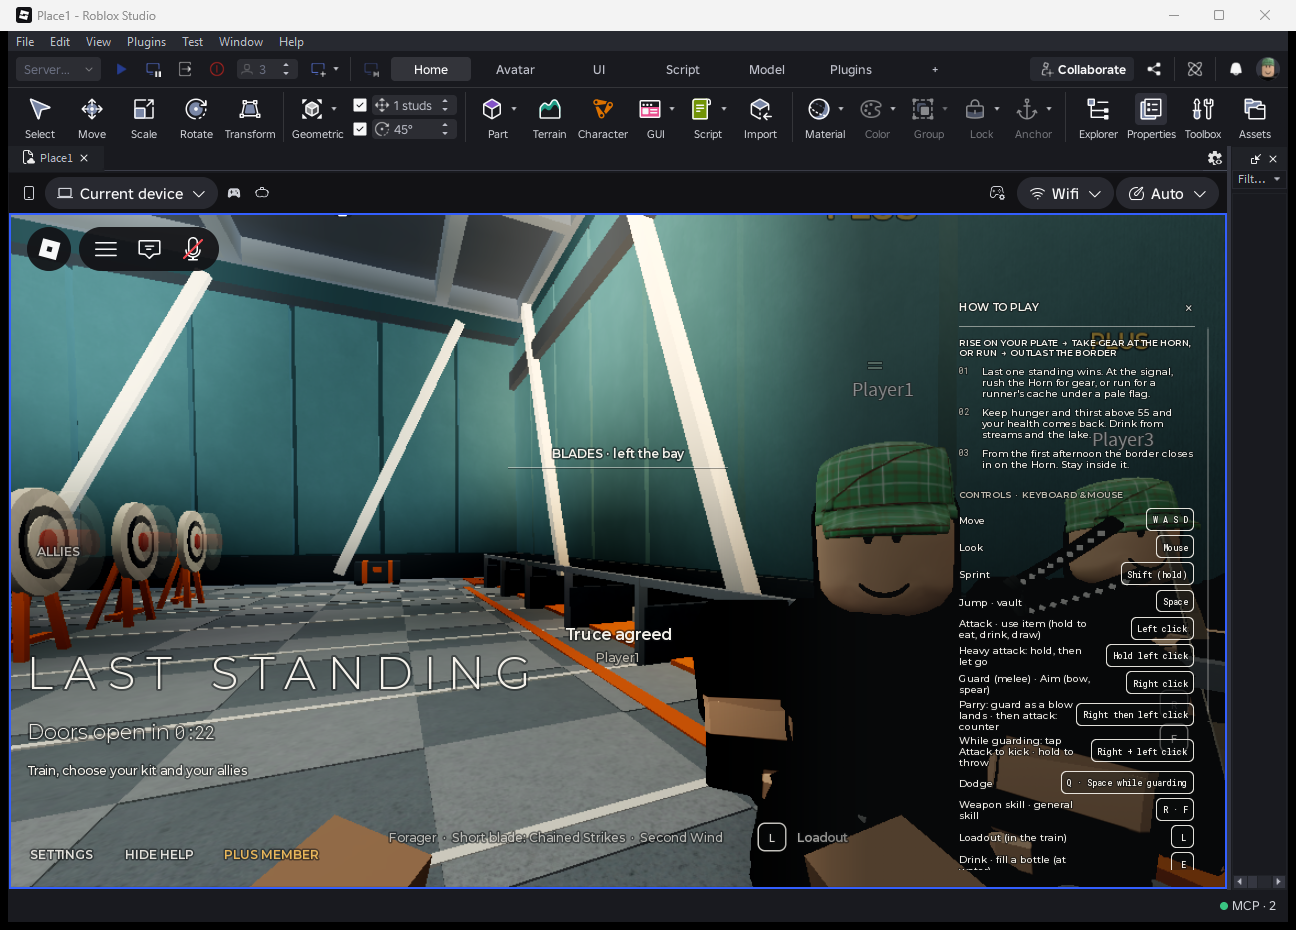 Place1 - Roblox Studio
File Edit View Plugins Test Window Help
Server... 3 Home Avatar UI Script Model Plugins + Collaborate
1 studs
45°
Select Move Scale Rotate Transform Geometric Part Terrain Character GUI Script Import Material Color Group Lock Anchor Explorer Properties Toolbox Assets
Place1
Filt...
Current device Wifi Auto
PLUS
HOW TO PLAY ×
PLUS
RISE ON YOUR PLATE → TAKE GEAR AT THE HORN,
OR RUN → OUTLAST THE BORDER
01 Last one standing wins. At the signal,
rush the Horn for gear, or run for a
runner's cache under a pale flag.
Player1
02 Keep hunger and thirst above 55 and
your health comes back. Drink from
streams and the lake.
Player3
03 From the first afternoon the border closes
in on the Horn. Stay inside it.
BLADES · left the bay
CONTROLS · KEYBOARD & MOUSE
Move W A S D
Look Mouse
ALLIES
Sprint Shift (hold)
Jump · vault Space
Attack · use item (hold to
eat, drink, draw) Left click
Truce agreed
Player1
Heavy attack: hold, then
let go Hold left click
LAST STANDING
Guard (melee) · Aim (bow,
spear) Right click
Parry: guard as a blow
lands · then attack:
counter Right then left click
Doors open in 0:22
While guarding: tap
Attack to kick · hold to
throw Right + left click
Train, choose your kit and your allies
Dodge Q · Space while guarding
Weapon skill · general
skill R · F
Forager · Short blade: Chained Strikes · Second Wind L Loadout
Loadout (in the train) L
SETTINGS HIDE HELP PLUS MEMBER
Drink · fill a bottle (at
water) E
MCP · 2